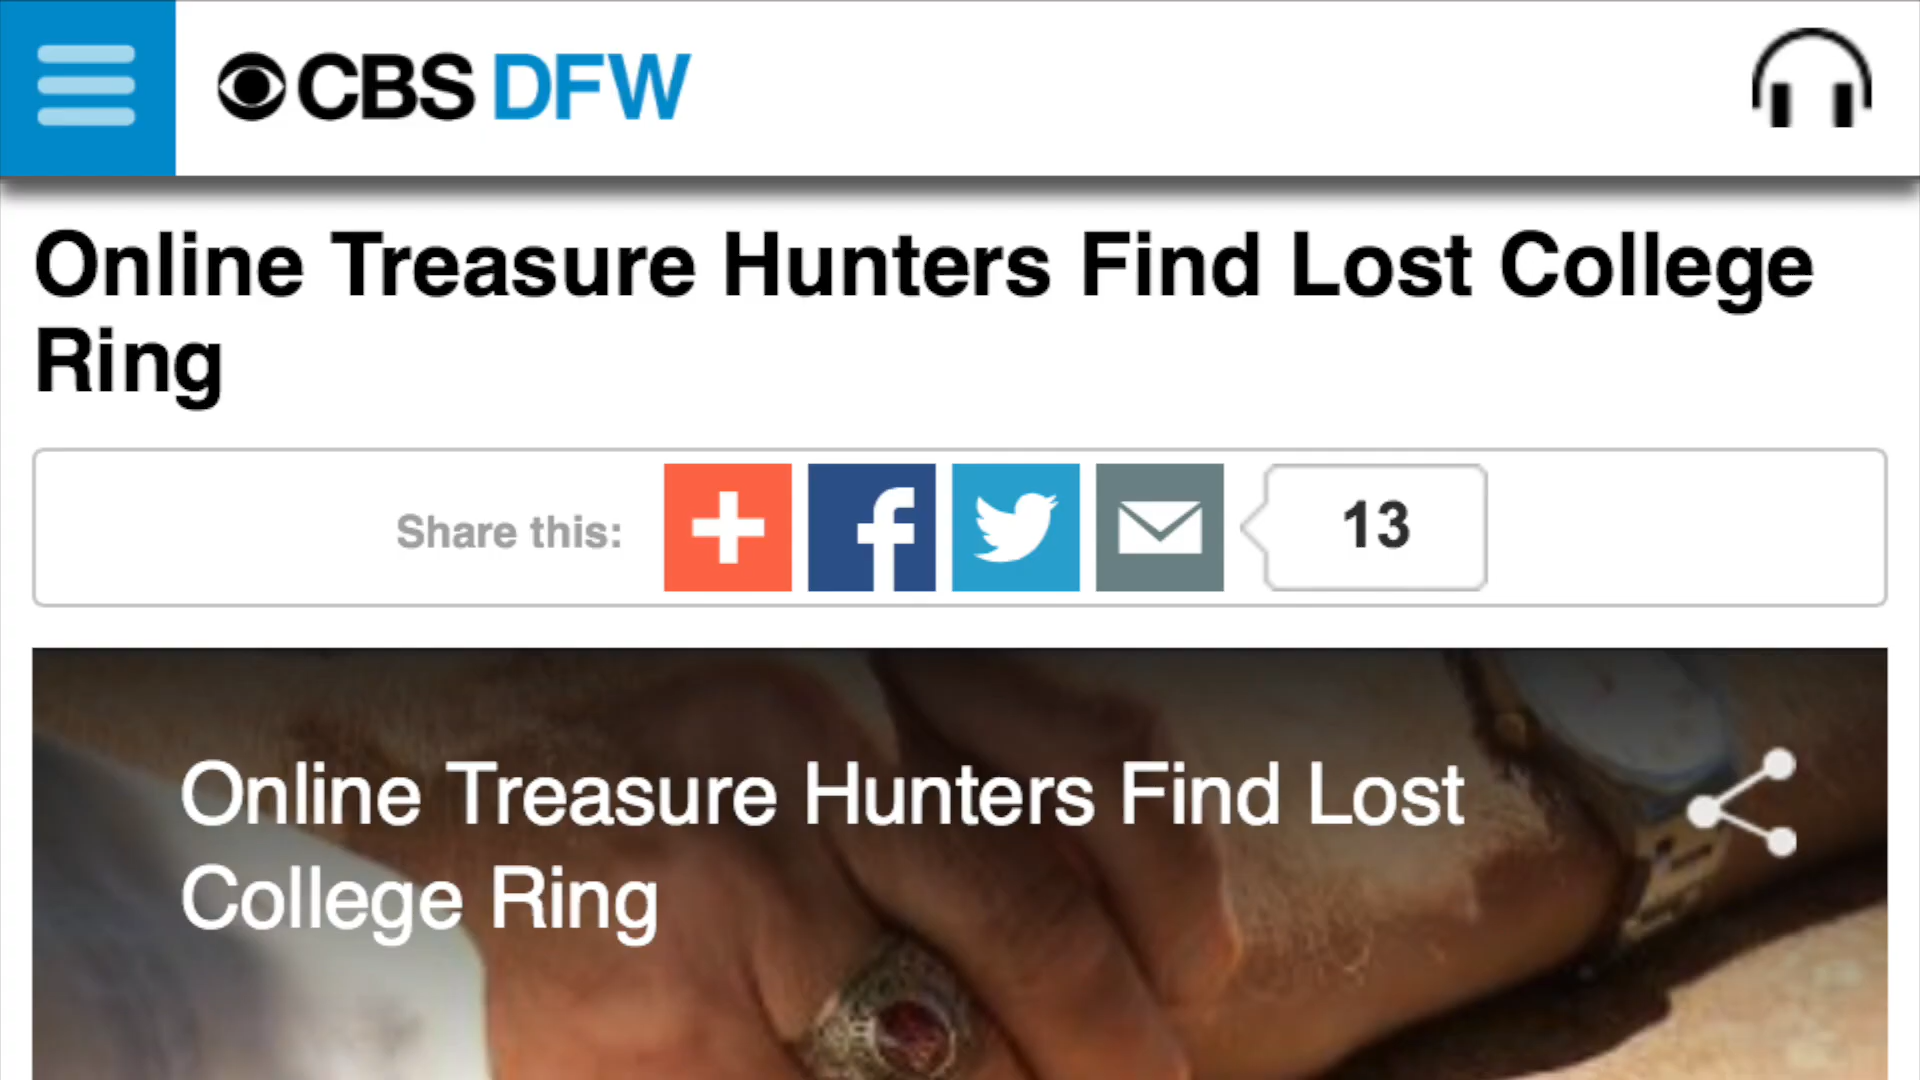 CBS DFW
Online Treasure Hunters Find Lost College
Ring
Share this:
13
Online Treasure Hunters Find Lost
College Ring